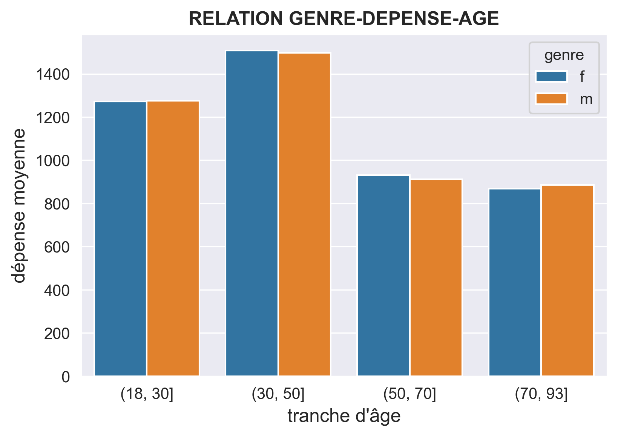 RELATION GENRE-DEPENSE-AGE
genre
f
m
dépense moyenne
1400
1200
1000
800
600
400
200
0
(18, 30]
(30, 50]
(50, 70]
(70, 93]
tranche d'âge